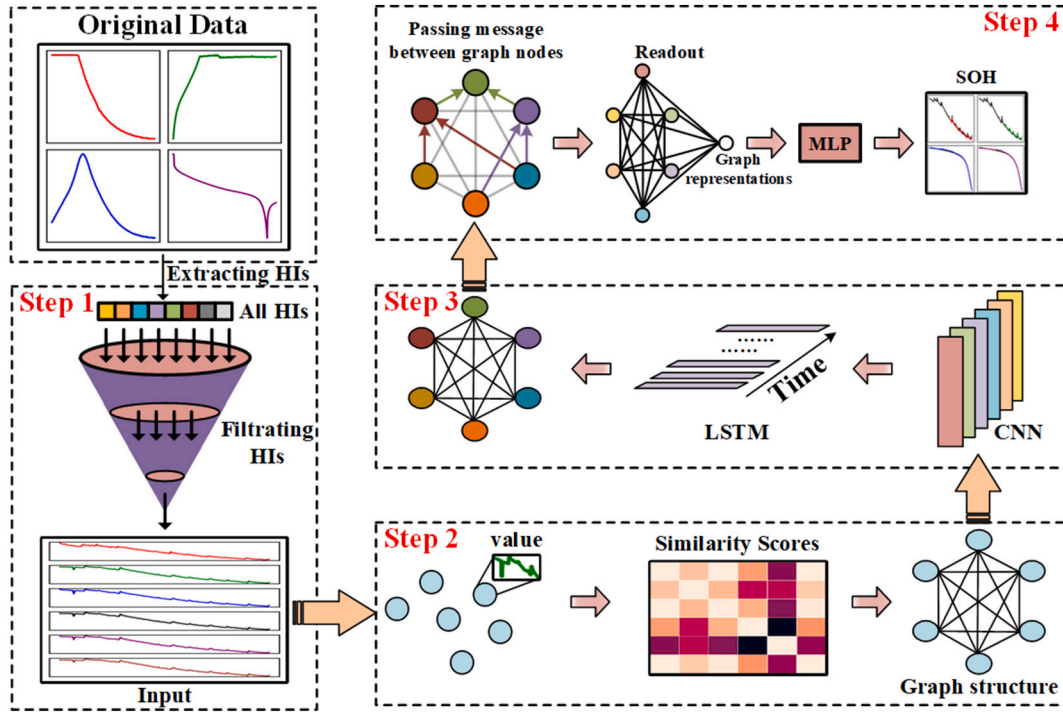 Original Data
Extracting HIs
Step 1
All HIs
Filtrating
HIs
Input
Step 2
value
Similarity Scores
Graph structure
Step 3
......
......
Time
LSTM
CNN
Step 4
Passing message
between graph nodes
Readout
Graph
representations
MLP
SOH